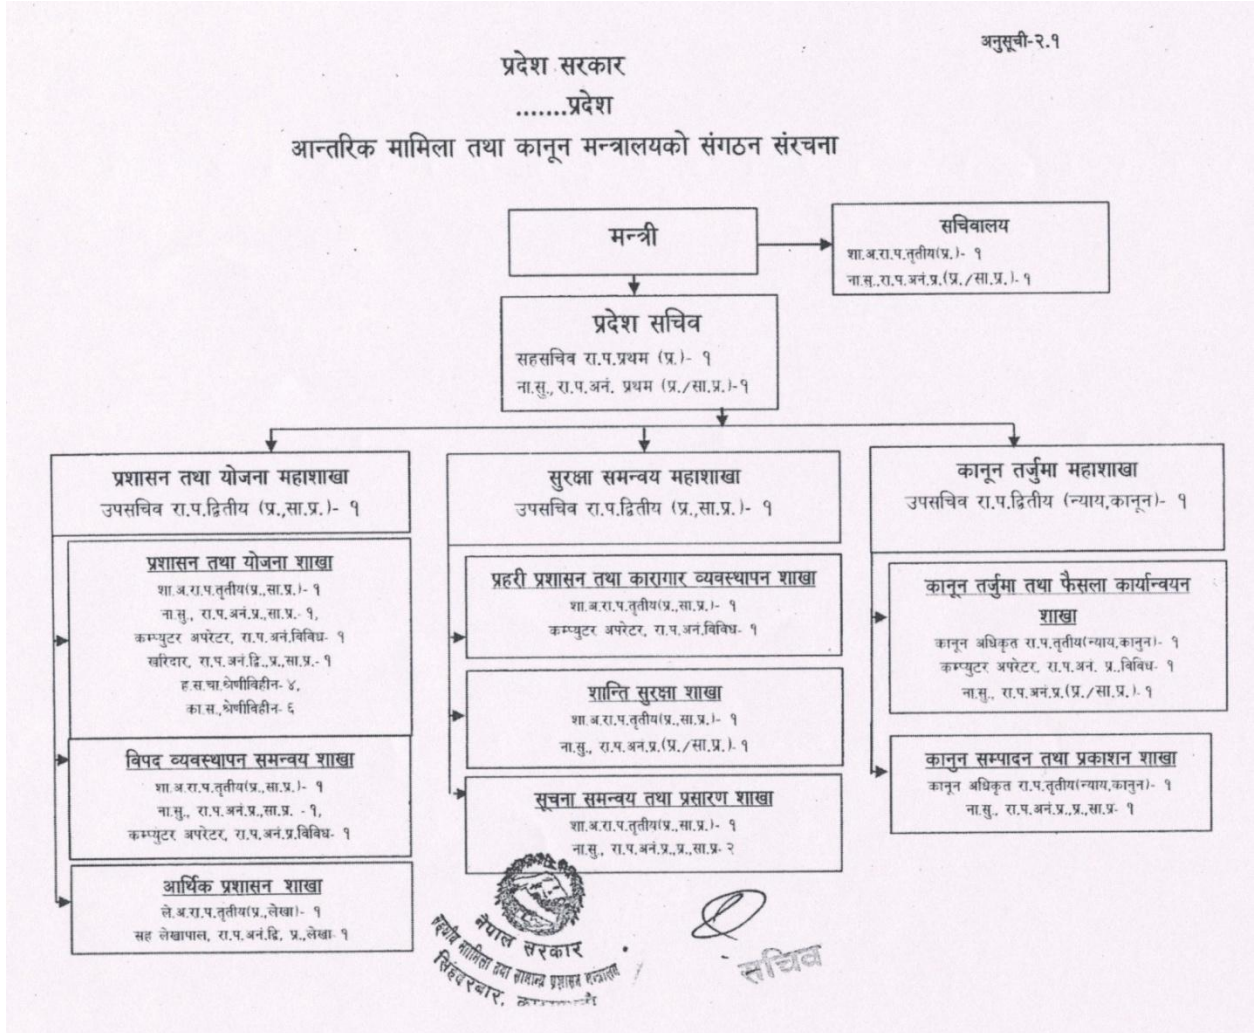 अनुसूची-२.१
प्रदेश सरकार
.......प्रदेश
आन्तरिक मामिला तथा कानून मन्त्रालयको संगठन संरचना
मन्त्री
सचिवालय
शा.अ.रा.प.तृतीय(प्र.)- १
ना.सु.,रा.प.अनं.प्र.(प्र./सा.प्र.)- १
प्रदेश सचिव
सहसचिव रा.प.प्रथम (प्र.)- १
ना.सु., रा.प.अनं. प्रथम (प्र./सा.प्र.)-१
प्रशासन तथा योजना महाशाखा
उपसचिव रा.प.द्वितीय (प्र.,सा.प्र.)- १
प्रशासन तथा योजना शाखा
शा.अ.रा.प.तृतीय(प्र.,सा.प्र.)- १
ना.सु., रा.प.अनं.प्र.,सा.प्र.- १,
कम्प्युटर अपरेटर, रा.प.अनं.विविध- १
खरिदार, रा.प.अनं.द्वि.,प्र.,सा.प्र.- १
ह.स.चा.श्रेणीविहीन- ४,
का.स.,श्रेणीविहीन- ६
विपद व्यवस्थापन समन्वय शाखा
शा.अ.रा.प.तृतीय(प्र.,सा.प्र.)- १
ना.सु., रा.प.अनं.प्र.,सा.प्र. -१,
कम्प्युटर अपरेटर, रा.प.अनं.प्र.विविध- १
आर्थिक प्रशासन शाखा
ले.अ.रा.प.तृतीय(प्र.,लेखा)- १
सह लेखापाल, रा.प.अनं.द्वि. प्र.,लेखा- १
सुरक्षा समन्वय महाशाखा
उपसचिव रा.प.द्वितीय (प्र.,सा.प्र.)- १
प्रहरी प्रशासन तथा कारागार व्यवस्थापन शाखा
शा.अ.रा.प.तृतीय(प्र.,सा.प्र.)- १
कम्प्युटर अपरेटर, रा.प.अनं.विविध- १
शान्ति सुरक्षा शाखा
शा.अ.रा.प.तृतीय(प्र.,सा.प्र.)- १
ना.सु., रा.प.अनं.प्र.(प्र./सा.प्र.)- १
सूचना समन्वय तथा प्रसारण शाखा
शा.अ.रा.प.तृतीय(प्र.,सा.प्र.)- १
ना.सु., रा.प.अनं.प्र.,प्र.,सा.प्र- २
कानून तर्जुमा महाशाखा
उपसचिव रा.प.द्वितीय (न्याय,कानून)- १
कानून तर्जुमा तथा फैसला कार्यान्वयन
शाखा
कानून अधिकृत रा.प.तृतीय(न्याय,कानुन)- १
कम्प्युटर अपरेटर, रा.प.अनं. प्र.,विविध- १
ना.सु., रा.प.अनं.प्र.(प्र./सा.प्र.)- १
कानुन सम्पादन तथा प्रकाशन शाखा
कानुन अधिकृत रा.प.तृतीय(न्याय,कानुन)- १
ना.सु., रा.प.अनं.प्र.,प्र.,सा.प्र- १
नेपाल सरकार
मामिला तथा सामान्य प्रशासन मन्त्रालय
सिंहदरबार,
सचिव